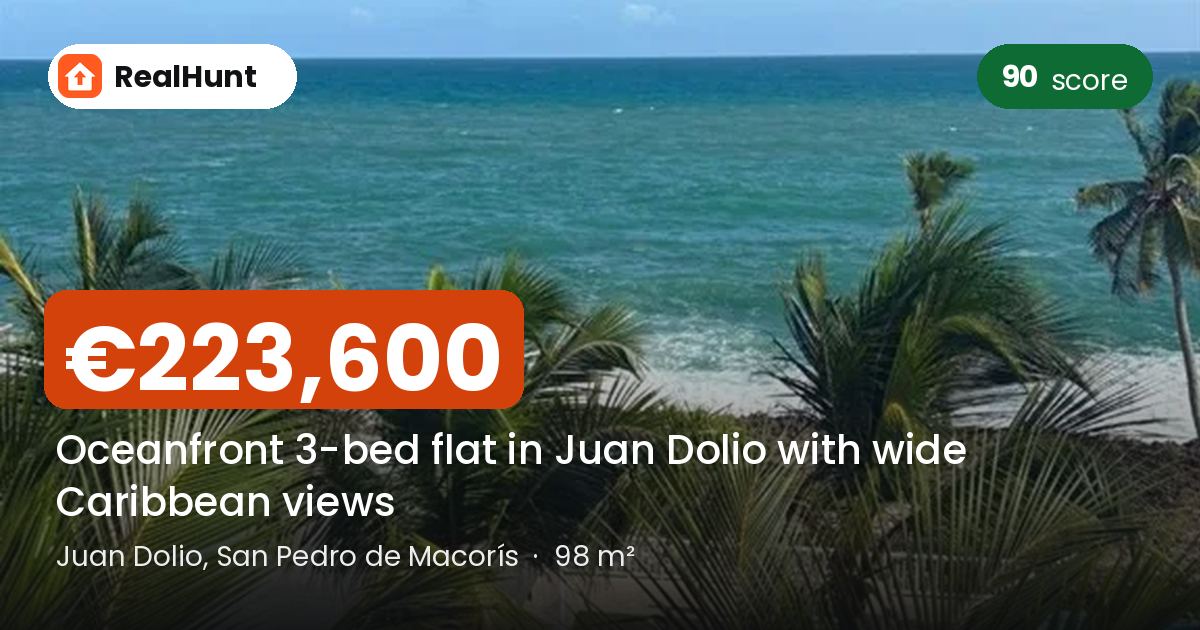 RealHunt
90 score
€223,600
Oceanfront 3-bed flat in Juan Dolio with wide
Caribbean views
Juan Dolio, San Pedro de Macorís · 98 m²